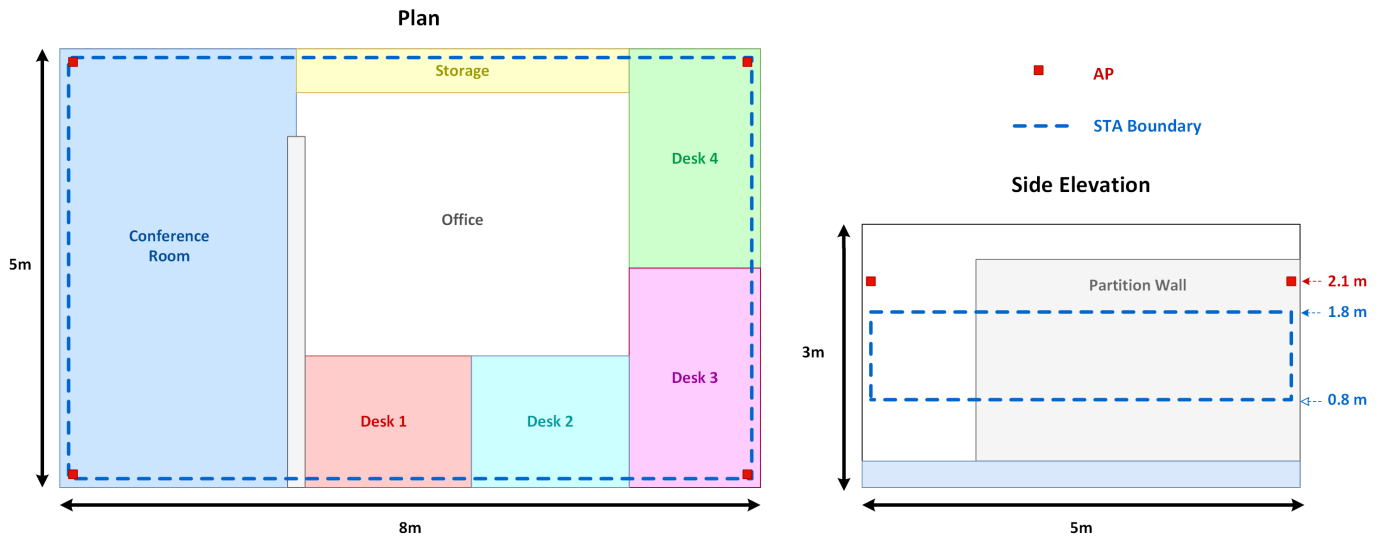 Plan
Storage
Desk 4
Office
Conference
Room
5m
Desk 3
Desk 1
Desk 2
8m
AP
STA Boundary
Side Elevation
Partition Wall
2.1 m
1.8 m
3m
0.8 m
5m